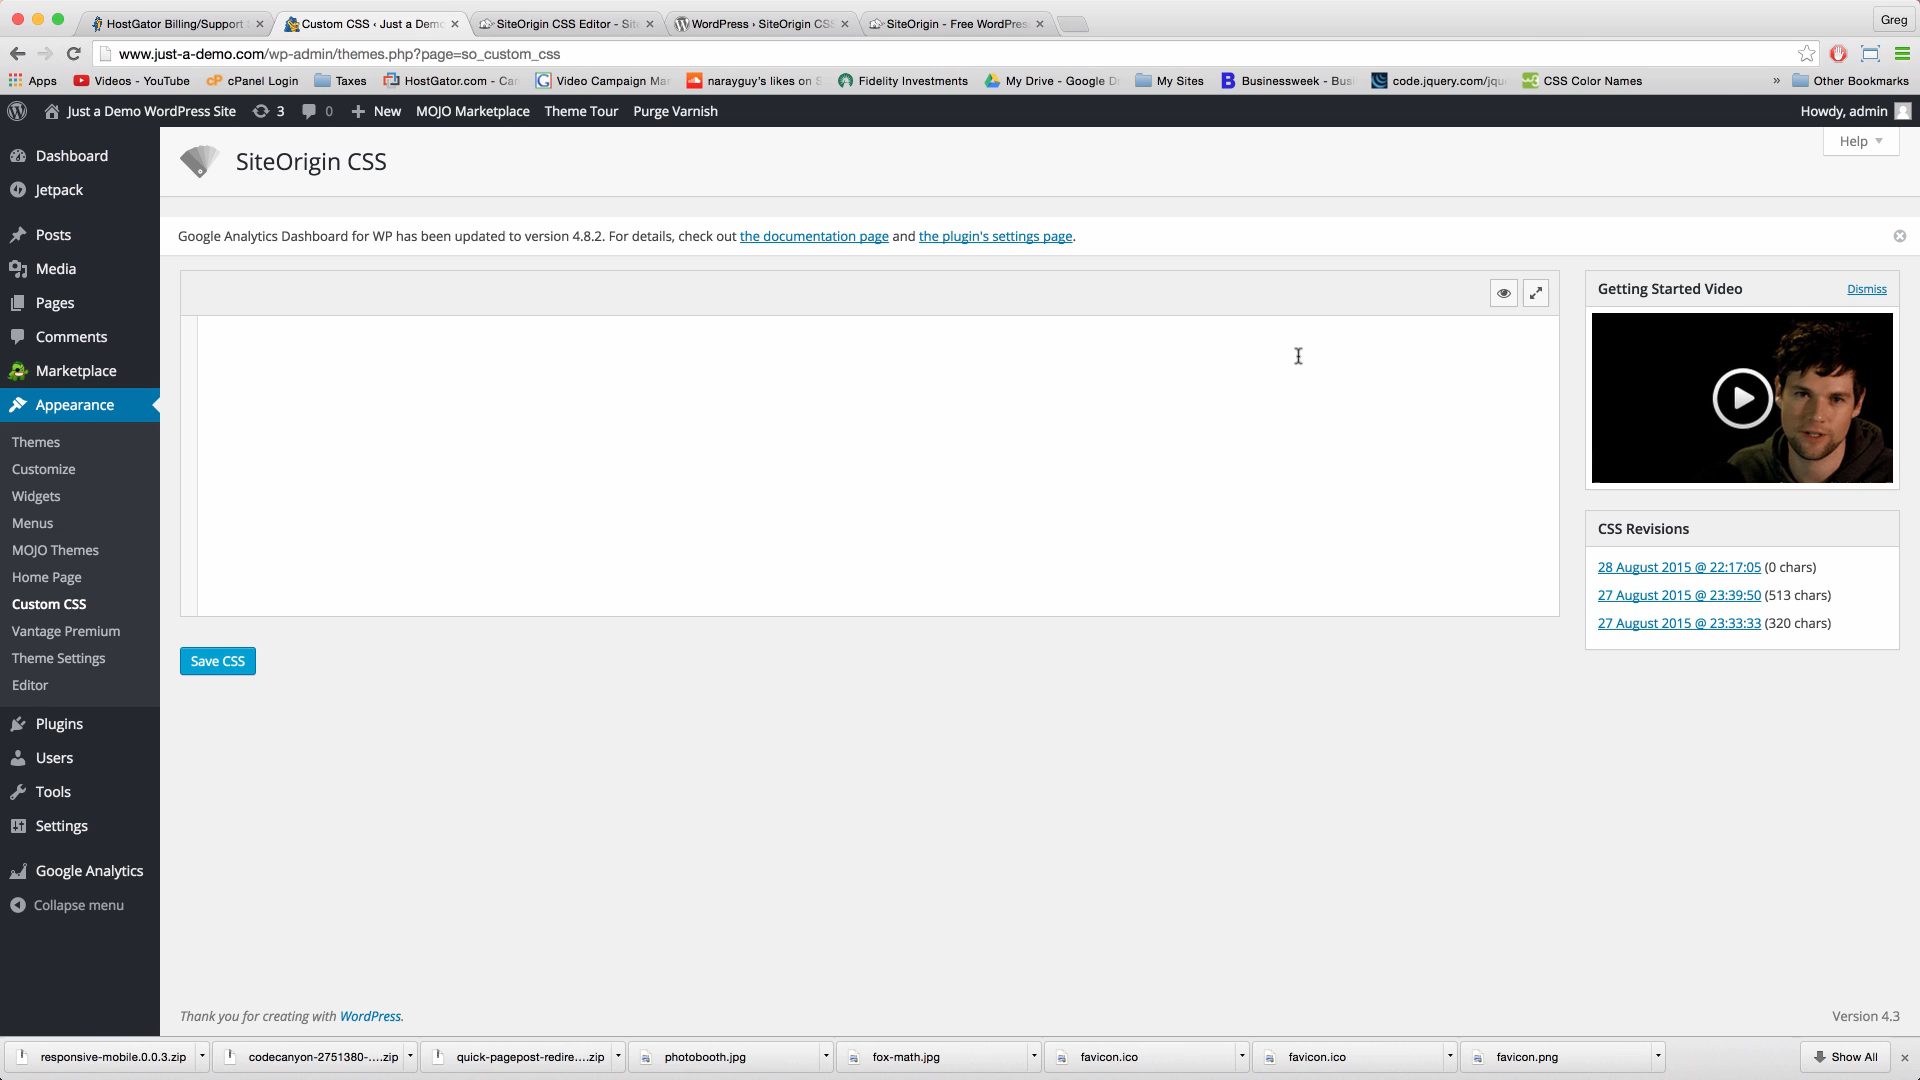 HostGator Billing/Support
Custom CSS ‹ Just a Demo
SiteOrigin CSS Editor - Site
WordPress › SiteOrigin CSS
SiteOrigin - Free WordPress
Greg
www.just-a-demo.com/wp-admin/themes.php?page=so_custom_css
Apps
Videos - YouTube
cPanel Login
Taxes
HostGator.com - Car
Video Campaign Mar
narayguy's likes on S
Fidelity Investments
My Drive - Google D
My Sites
Businessweek - Bus
code.jquery.com/jqu
CSS Color Names
»
Other Bookmarks
Just a Demo WordPress Site
3
0
New
MOJO Marketplace
Theme Tour
Purge Varnish
Howdy, admin
Dashboard
Jetpack
Posts
Media
Pages
Comments
Marketplace
Appearance
Themes
Customize
Widgets
Menus
MOJO Themes
Home Page
Custom CSS
Vantage Premium
Theme Settings
Editor
Plugins
Users
Tools
Settings
Google Analytics
Collapse menu
SiteOrigin CSS
Help
Google Analytics Dashboard for WP has been updated to version 4.8.2. For details, check out the documentation page and the plugin's settings page.
Save CSS
Getting Started Video
Dismiss
CSS Revisions
28 August 2015 @ 22:17:05 (0 chars)
27 August 2015 @ 23:39:50 (513 chars)
27 August 2015 @ 23:33:33 (320 chars)
Thank you for creating with WordPress.
Version 4.3
responsive-mobile.0.0.3.zip
codecanyon-2751380-....zip
quick-pagepost-redire....zip
photobooth.jpg
fox-math.jpg
favicon.ico
favicon.ico
favicon.png
Show All